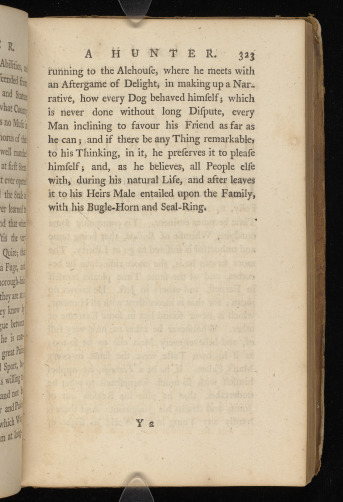 A HUNTER. 323
running to the Alehouſe, where he meets with
an Aftergame of Delight, in making up a Nar-
rative, how every Dog behaved himſelf; which
is never done without long Diſpute, every
Man inclining to favour his Friend as far as
he can; and if there be any Thing remarkable,
to his Thinking, in it, he preſerves it to pleaſe
himſelf; and, as he believes, all People elſe
with, during his natural Life, and after leaves
it to his Heirs Male entailed upon the Family,
with his Bugle-Horn and Seal-Ring.
Y 2